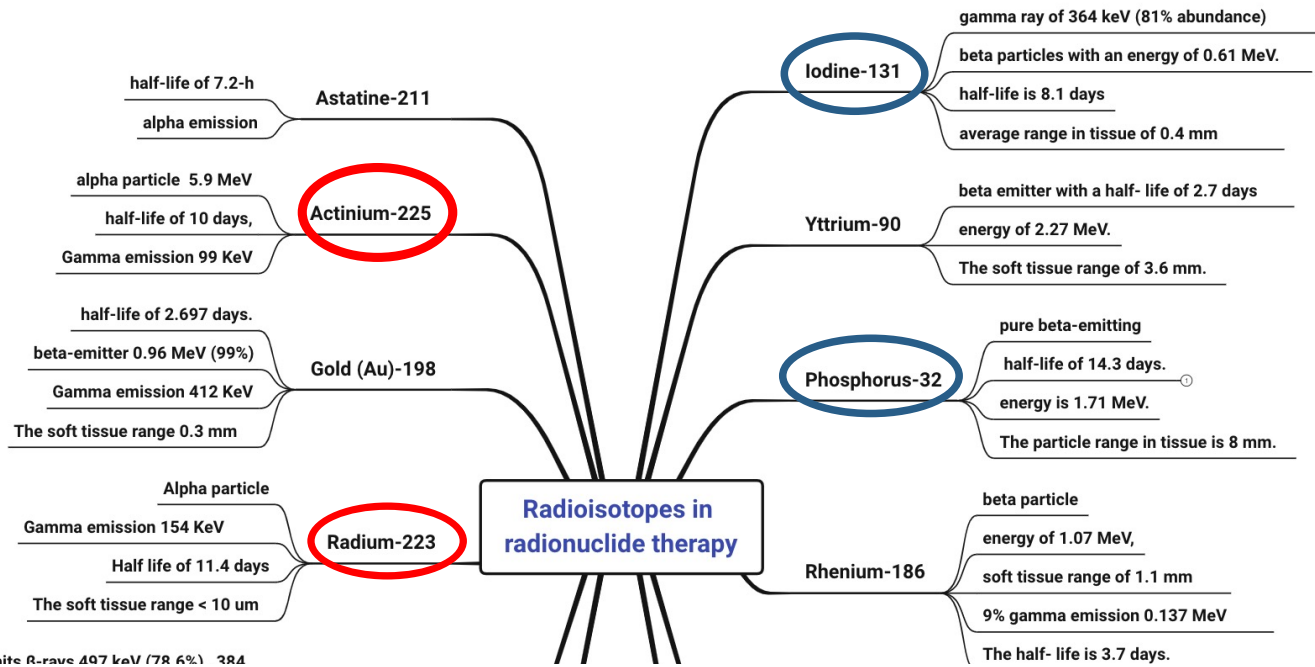 Astatine-211
half-life of 7.2-h
alpha emission
Actinium-225
alpha particle  5.9 MeV
half-life of 10 days,
Gamma emission 99 KeV
Gold (Au)-198
half-life of 2.697 days.
beta-emitter 0.96 MeV (99%)
Gamma emission 412 KeV
The soft tissue range 0.3 mm
Radium-223
Alpha particle
Gamma emission 154 KeV
Half life of 11.4 days
The soft tissue range < 10 um
β-rays 497 keV (78.6%)   384
Radioisotopes in
radionuclide therapy
Iodine-131
gamma ray of 364 keV (81% abundance)
beta particles with an energy of 0.61 MeV.
half-life is 8.1 days
average range in tissue of 0.4 mm
Yttrium-90
beta emitter with a half- life of 2.7 days
energy of 2.27 MeV.
The soft tissue range of 3.6 mm.
Phosphorus-32
pure beta-emitting
half-life of 14.3 days.
energy is 1.71 MeV.
The particle range in tissue is 8 mm.
Rhenium-186
beta particle
energy of 1.07 MeV,
soft tissue range of 1.1 mm
9% gamma emission 0.137 MeV
The half- life is 3.7 days.